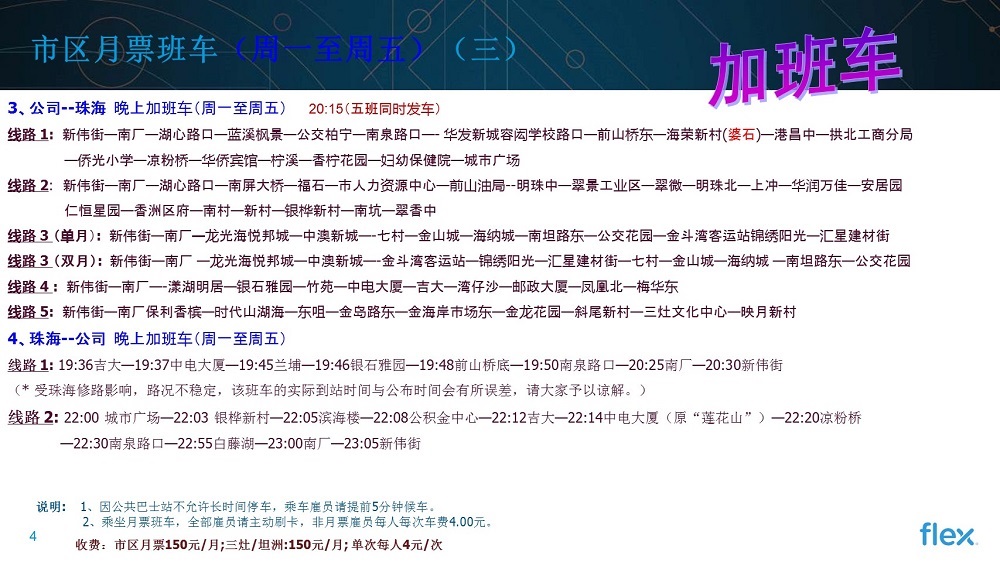 市区月票班车（周一至周五）（三）
加班车
3、公司--珠海 晚上加班车（周一至周五） 20:15（五班同时发车）
线路 1: 新伟街—南厂—湖心路口—蓝溪枫景—公交柏宁—南泉路口—- 华发新城容闳学校路口—前山桥东—海荣新村(婆石)—港昌中—拱北工商分局
—侨光小学—凉粉桥—华侨宾馆—柠溪—香柠花园—妇幼保健院—城市广场
线路 2: 新伟街—南厂—湖心路口—南屏大桥—福石—市人力资源中心—前山油局--明珠中—翠景工业区—翠微—明珠北—上冲—华润万佳—安居园
仁恒星园—香洲区府—南村—新村—银桦新村—南坑—翠香中
线路 3（单月）: 新伟街—南厂—龙光海悦邦城—中澳新城—-七村—金山城—海纳城—南坦路东—公交花园—金斗湾客运站锦绣阳光—汇星建材街
线路 3（双月）: 新伟街—南厂 —龙光海悦邦城—中澳新城—-金斗湾客运站—锦绣阳光—汇星建材街—七村—金山城—海纳城 —南坦路东—公交花园
线路 4 : 新伟街—南厂—-漾湖明居—银石雅园—竹苑—中电大厦—吉大—湾仔沙—邮政大厦—凤凰北—梅华东
线路 5: 新伟街—南厂保利香槟—时代山湖海—东咀—金岛路东—金海岸市场东—金龙花园—斜尾新村—三灶文化中心—映月新村
4、珠海--公司 晚上加班车（周一至周五）
线路 1: 19:36吉大—19:37中电大厦—19:45兰埔—19:46银石雅园—19:48前山桥底—19:50南泉路口—20:25南厂—20:30新伟街
（* 受珠海修路影响，路况不稳定，该班车的实际到站时间与公布时间会有所误差，请大家予以谅解。）
线路 2: 22:00 城市广场—22:03 银桦新村—22:05滨海楼—22:08公积金中心—22:12吉大—22:14中电大厦（原“莲花山”）—22:20凉粉桥
—22:30南泉路口—22:55白藤湖—23:00南厂—23:05新伟街
说明: 1、因公共巴士站不允许长时间停车，乘车雇员请提前5分钟候车。
2、乘坐月票班车，全部雇员请主动刷卡，非月票雇员每人每次车费4.00元。
收费：市区月票150元/月;三灶/坦洲:150元/月; 单次每人4元/次
4
flex